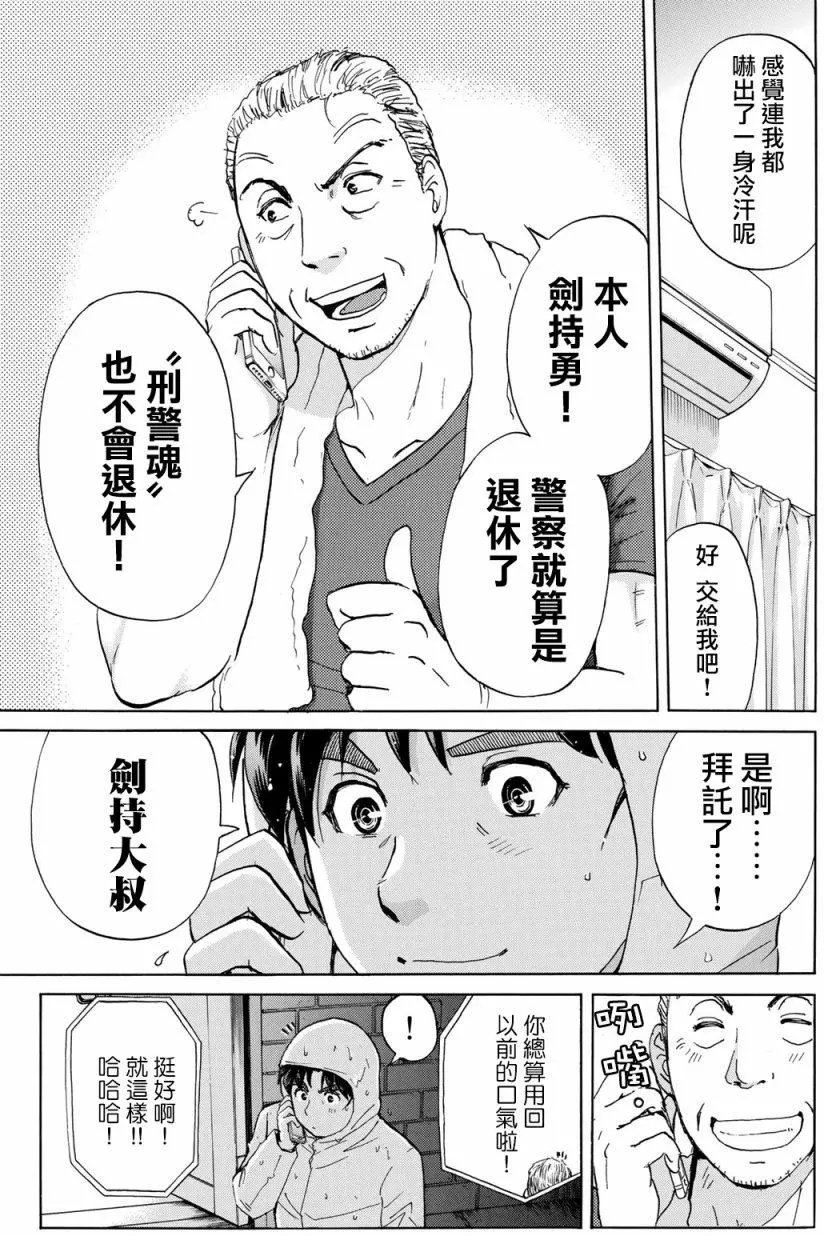 感覺連我都
嚇出了一身冷汗呢
好 交給我吧！
本人
劍持勇！
警察就算是
退休了
〝刑警魂〞
也不會退休！
是啊……
拜託了…！
劍持大叔
咧嘴
你總算用回
以前的口氣啦！
！
挺好啊！
就這樣!!
哈哈哈！